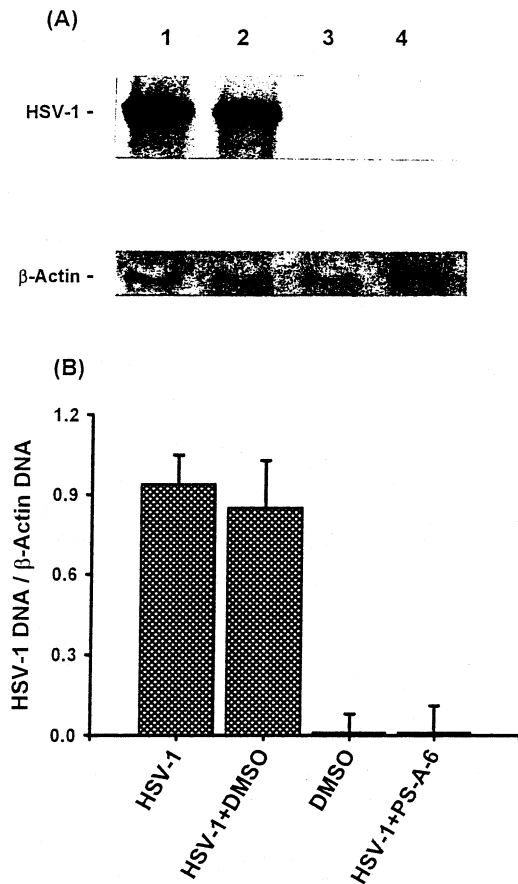 (A)
1 2 3 4
HSV-1 -
β-Actin -
(B)
HSV-1 DNA / β-Actin DNA
1.2
0.9
0.6
0.3
0.0
HSV-1
HSV-1+DMSO
DMSO
HSV-1+PS-A-6